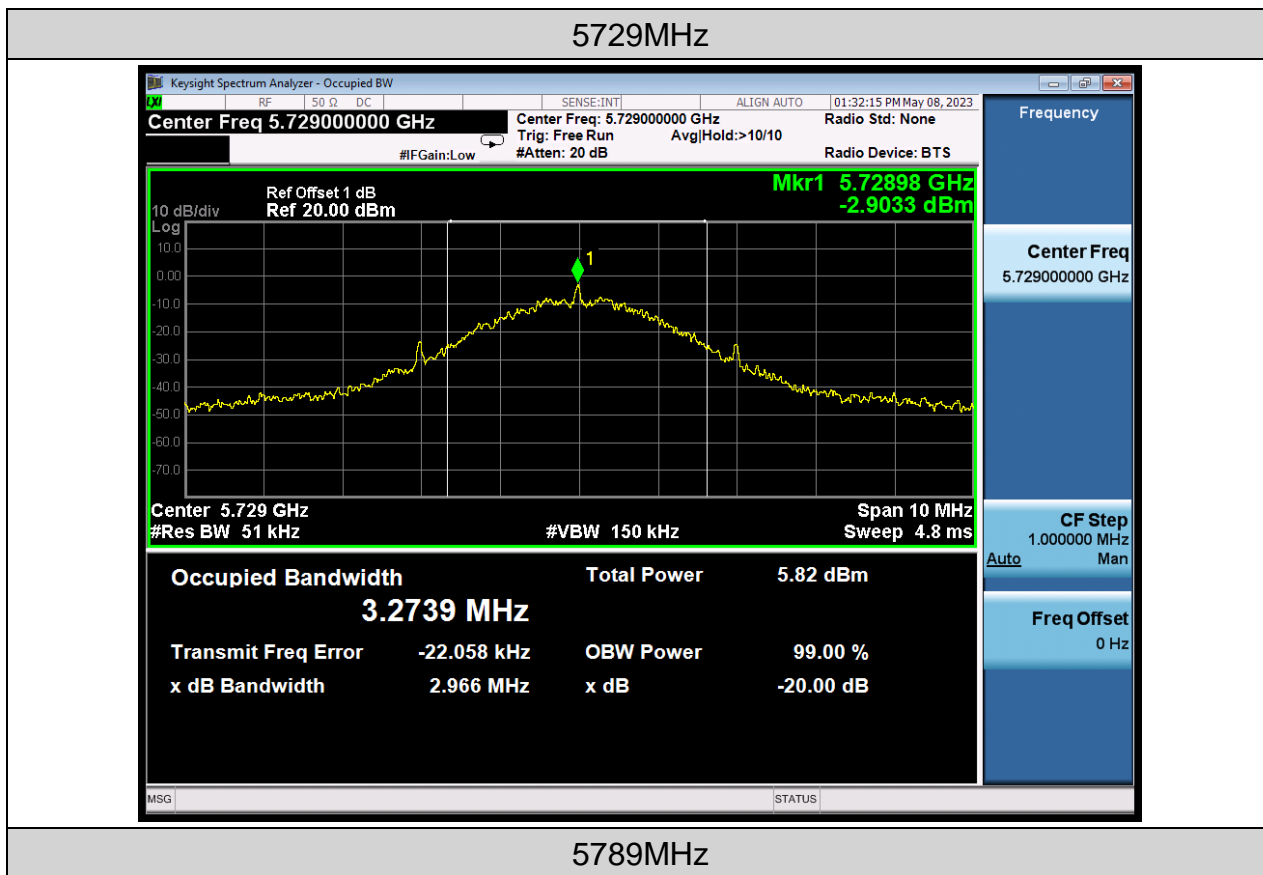 5729MHz
Keysight Spectrum Analyzer - Occupied BW
LXI RF 50 Ω DC SENSE:INT ALIGN AUTO 01:32:15 PM May 08, 2023
Center Freq 5.729000000 GHz
#IFGain:Low
Center Freq: 5.729000000 GHz
Trig: Free Run Avg|Hold:>10/10
#Atten: 20 dB
Radio Std: None
Radio Device: BTS
Mkr1 5.72898 GHz
-2.9033 dBm
Ref Offset 1 dB
10 dB/div Ref 20.00 dBm
Log
10.0
0.00
-10.0
-20.0
-30.0
-40.0
-50.0
-60.0
-70.0
1
Center 5.729 GHz Span 10 MHz
#Res BW 51 kHz #VBW 150 kHz Sweep 4.8 ms
Occupied Bandwidth Total Power 5.82 dBm
3.2739 MHz
Transmit Freq Error -22.058 kHz OBW Power 99.00 %
x dB Bandwidth 2.966 MHz x dB -20.00 dB
MSG STATUS
Frequency
Center Freq
5.729000000 GHz
CF Step
1.000000 MHz
Auto Man
Freq Offset
0 Hz
5789MHz